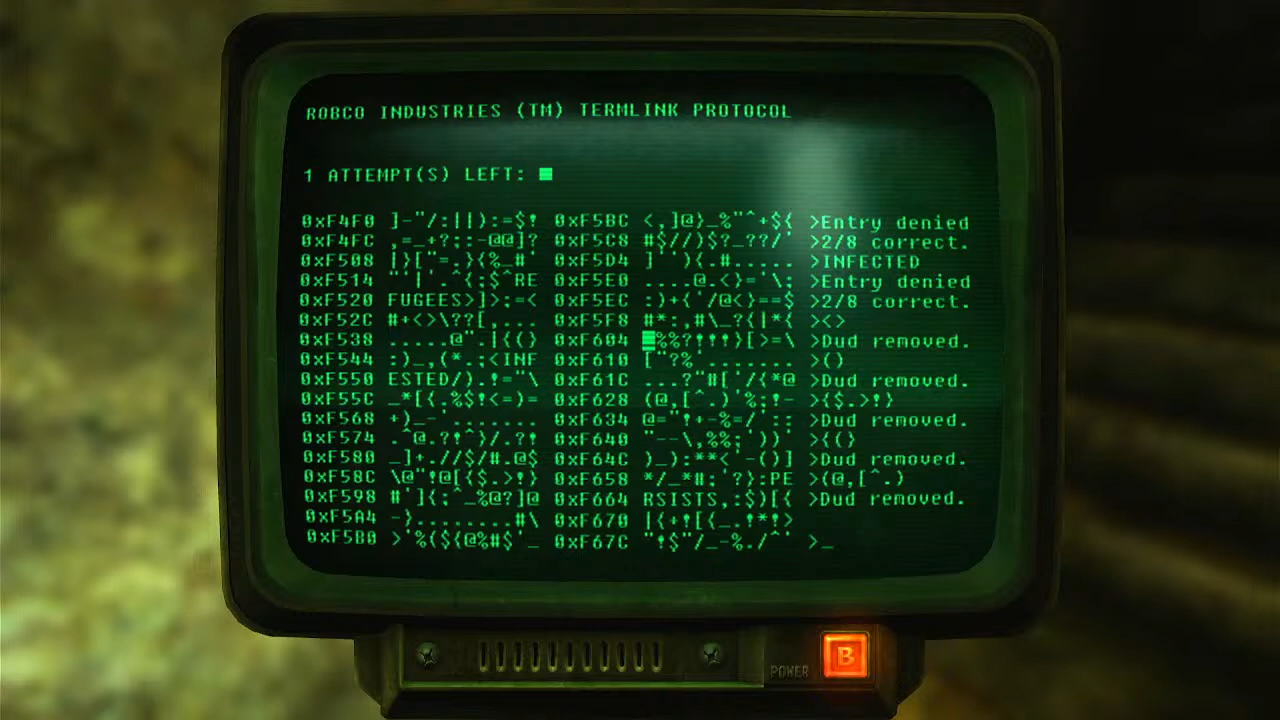 ROBCO INDUSTRIES (TM) TERMLINK PROTOCOL
1 ATTEMPT(S) LEFT:
0xF4F0 ]-"/:||):=$! 0xF5BC <,]@}_%"^+${ >Entry denied
0xF4FC ,=_+?::-@@]? 0xF5C8 #$//)$?_??/' >2/8 correct.
0xF508 |}["=.}{%_#' 0xF5D4 ]''){.#..... >INFECTED
0xF514 "'|'.^{;$^RE 0xF5E0 ....@.<}='\; >Entry denied
0xF520 FUGEES>]>:=< 0xF5EC :)+{'/@<}==$ >2/8 correct.
0xF52C #+<>\??[,... 0xF5F8 #*:,#\_?{|*{ ><>
0xF538 .....@".|{() 0xF604 %%?!!!}[>=\ >Dud removed.
0xF544 :)_,(*.;<INF 0xF610 ["?%'....... >()
0xF550 ESTED/).!="\ 0xF61C ...?"#['/{*@ >Dud removed.
0xF55C _*[{.%$!<=)= 0xF628 (@,[^.)'%;!- >{$.>!}
0xF568 +)_-'....... 0xF634 @="!+-%=/':: >Dud removed.
0xF574 .^@.?!^}/.?! 0xF640 "--\,%%;'))' >{(}
0xF580 _]+.//$/#.@$ 0xF64C )_):**<'-()] >Dud removed.
0xF58C \@"!@[{$.>!} 0xF658 */_*#:'?}:PE >(@,[^.)
0xF598 #']{;^_%@?]@ 0xF664 RSISTS,:$)[{ >Dud removed.
0xF5A4 -}........#\ 0xF670 |{+![{_.!*!>
0xF5B0 >'%($<{@%#$'_ 0xF67C "!$"/_-%./^' >_
POWER
B